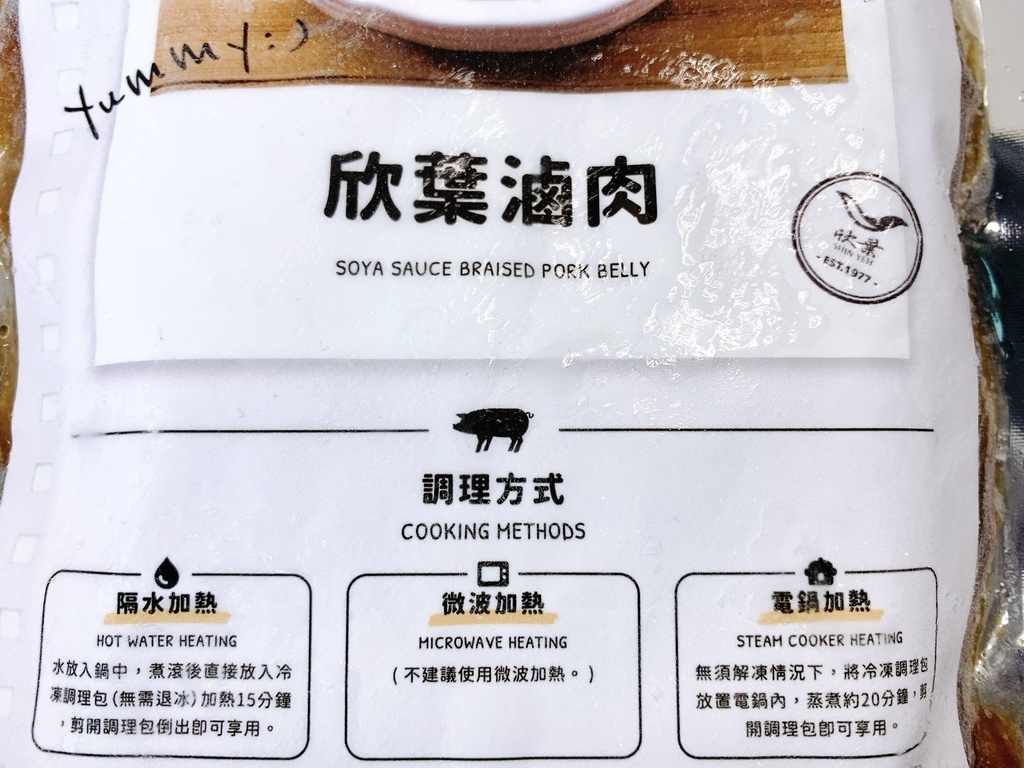 yummy:)
欣葉滷肉
SOYA SAUCE BRAISED PORK BELLY
欣葉
SHIN YEH
- EST.1977 -
調理方式
COOKING METHODS
隔水加熱
HOT WATER HEATING
水放入鍋中，煮滾後直接放入冷
凍調理包(無需退冰)加熱15分鐘
，剪開調理包倒出即可享用。
微波加熱
MICROWAVE HEATING
(不建議使用微波加熱。)
電鍋加熱
STEAM COOKER HEATING
無須解凍情況下，將冷凍調理包
放置電鍋內，蒸煮約20分鐘，剪
開調理包即可享用。